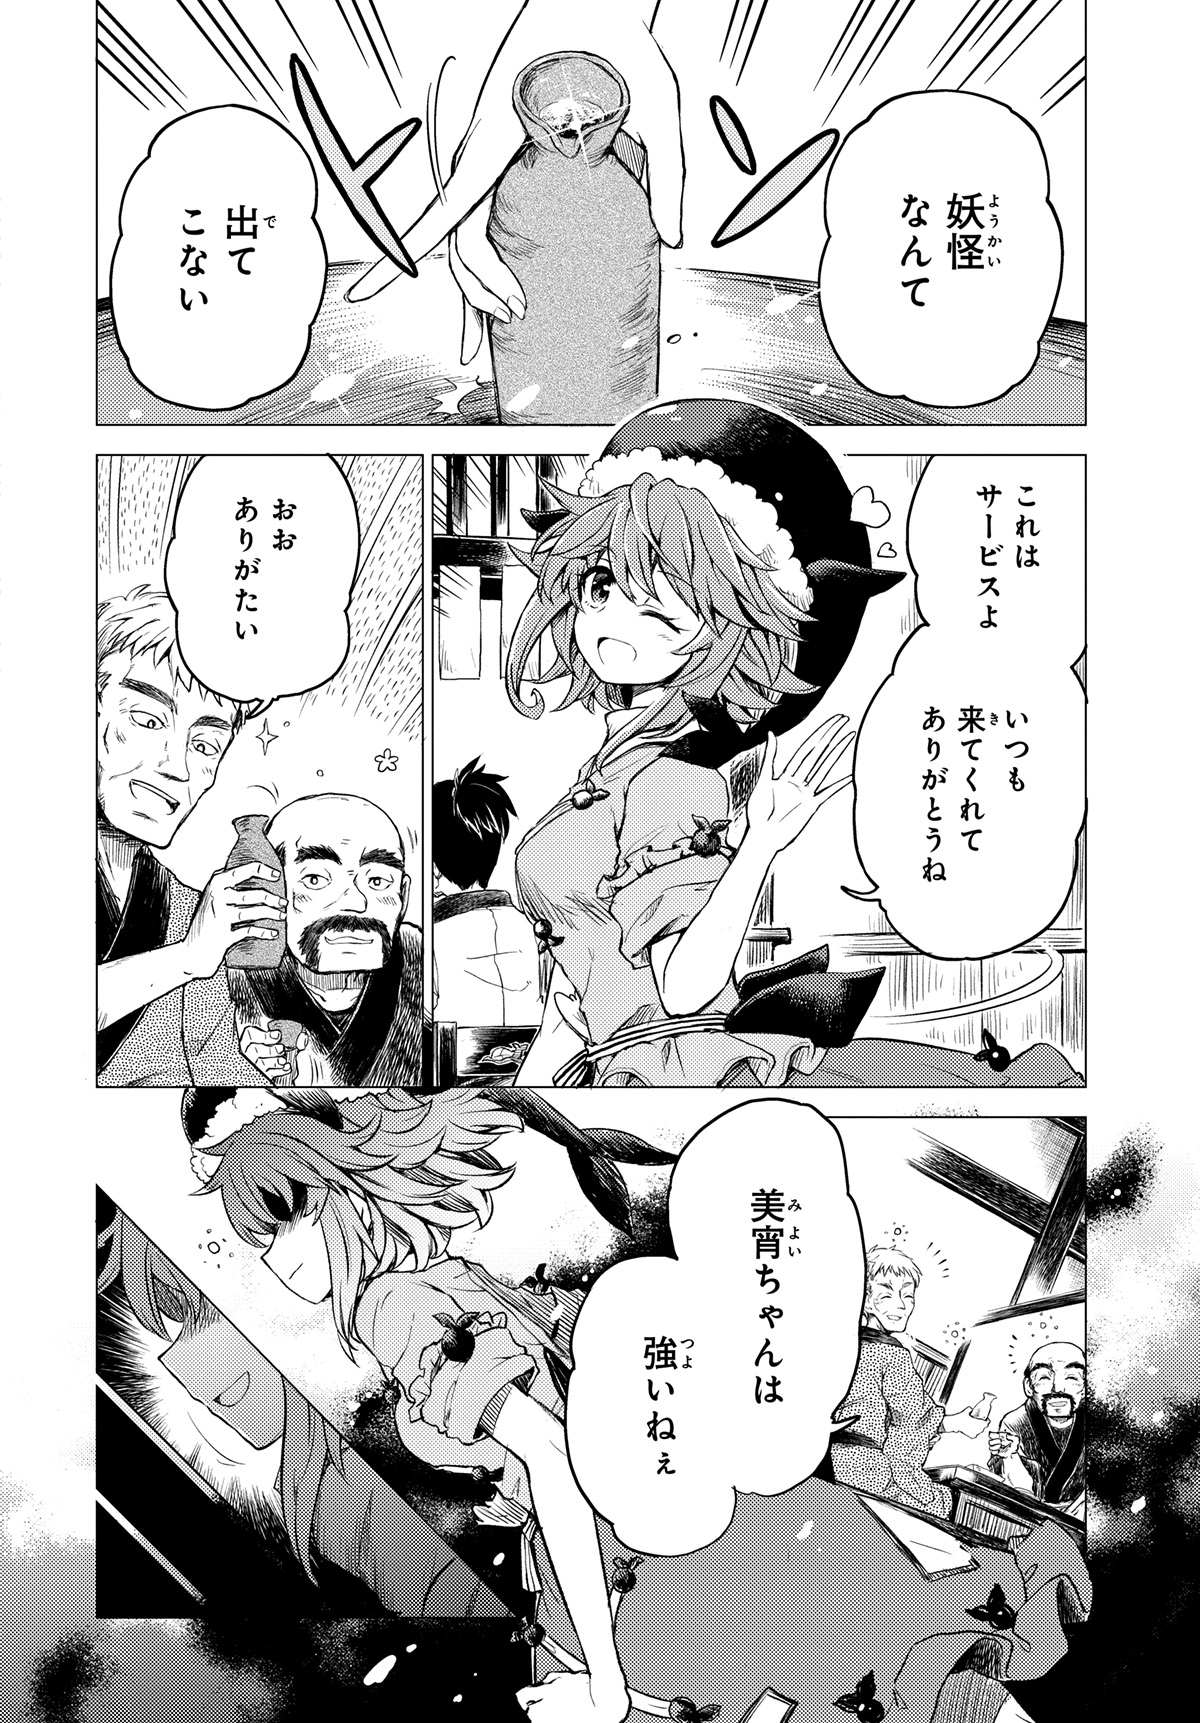 妖怪
なんて
ドン
出て
こない
これは
サービスよ
いつも
来てくれて
ありがとうね
おお
ありがたい
美宵ちゃんは
強いねぇ